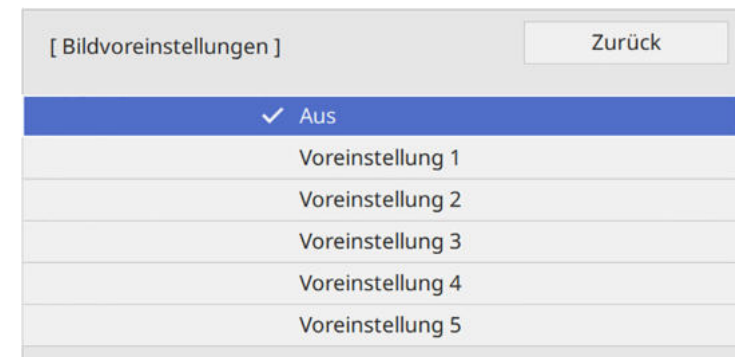 [ Bildvoreinstellungen ]
Zurück
✓ Aus
Voreinstellung 1
Voreinstellung 2
Voreinstellung 3
Voreinstellung 4
Voreinstellung 5